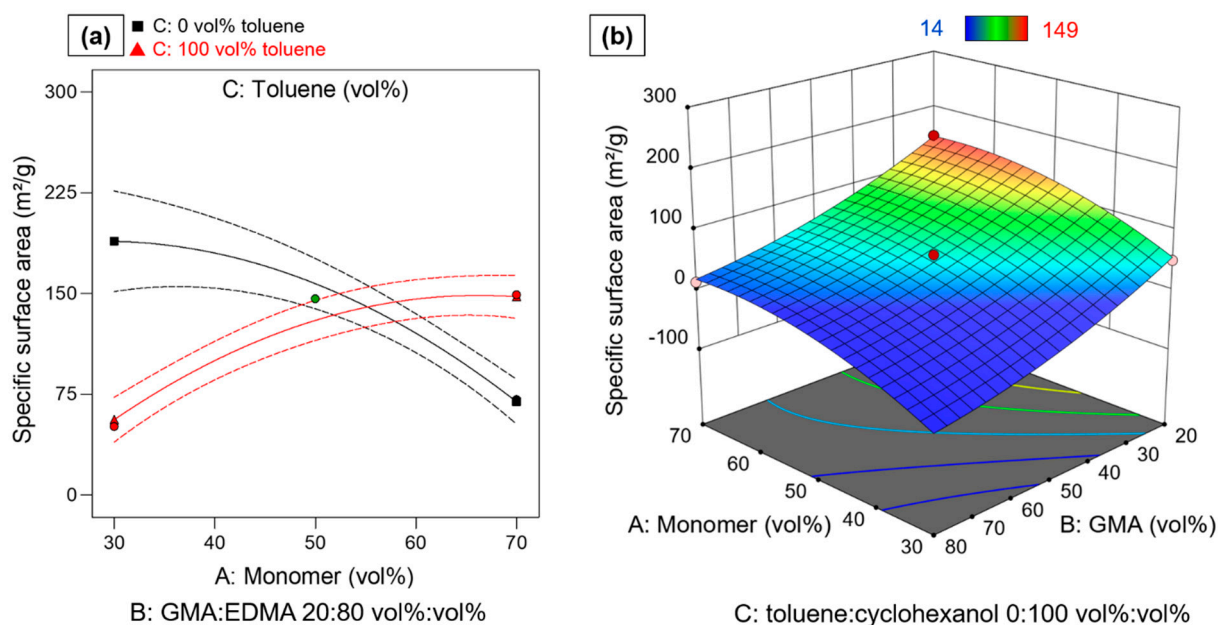 (a)
C: 0 vol% toluene
C: 100 vol% toluene
C: Toluene (vol%)
300
225
150
75
0
Specific surface area (m²/g)
30 40 50 60 70
A: Monomer (vol%)
B: GMA:EDMA 20:80 vol%:vol%
(b)
14 149
300
200
100
0
-100
Specific surface area (m²/g)
70
60
50
40
30
A: Monomer (vol%)
20
30
40
50
60
70
80
B: GMA (vol%)
C: toluene:cyclohexanol 0:100 vol%:vol%